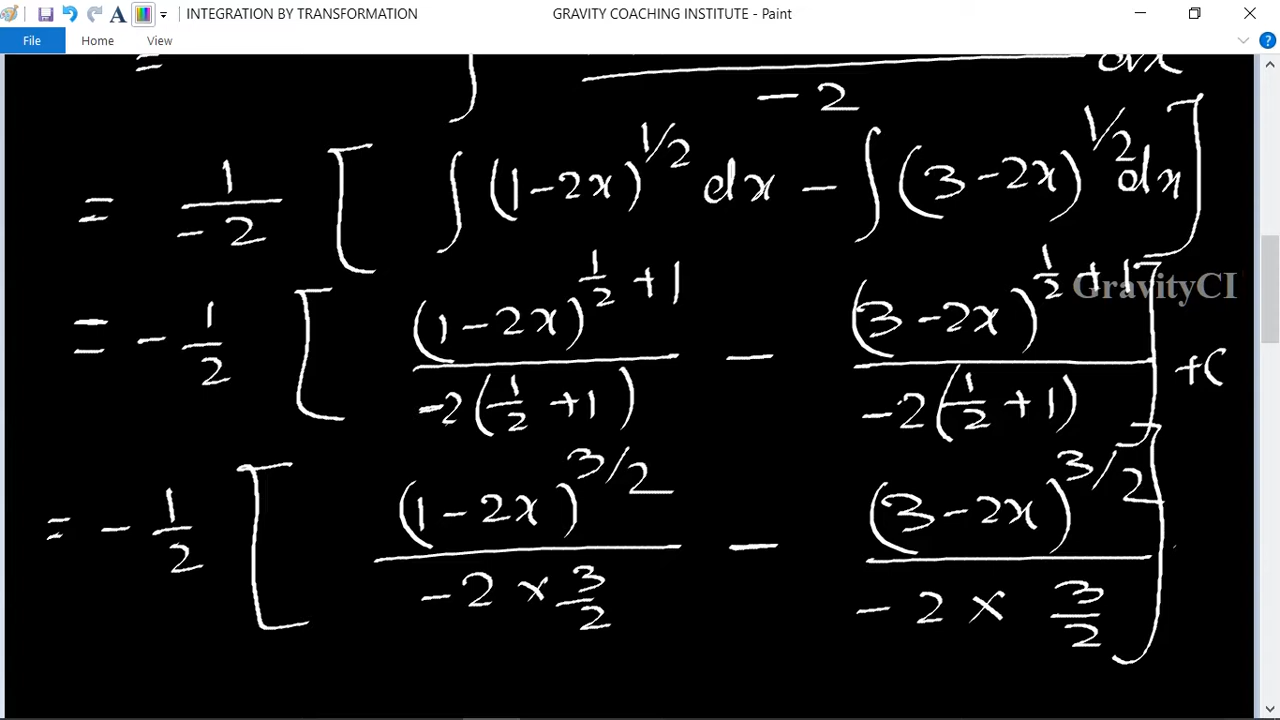 INTEGRATION BY TRANSFORMATION GRAVITY COACHING INSTITUTE - Paint
File Home View
= ∫ dx
-2
= 1/-2 [ ∫ (1-2x)^1/2 dx - ∫ (3-2x)^1/2 dx ]
= -1/2 [ (1-2x)^(1/2 + 1) / -2(1/2 + 1) - (3-2x)^(1/2 + 1) / -2(1/2 + 1) ] + C
GravityCI
= -1/2 [ (1-2x)^3/2 / -2 × 3/2 - (3-2x)^3/2 / -2 × 3/2 ]